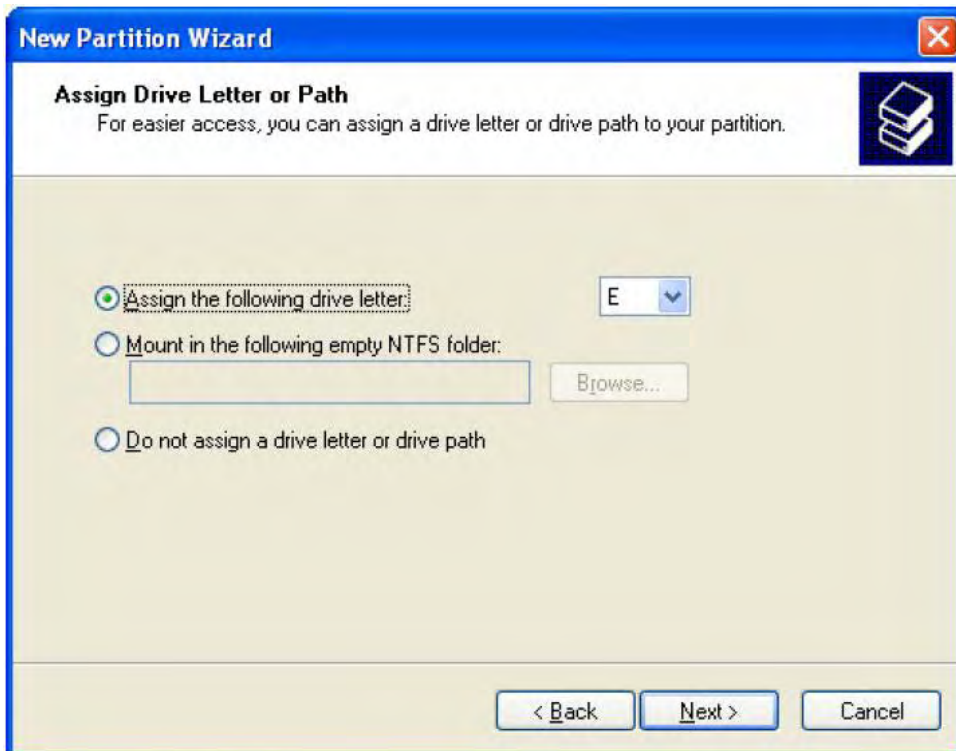 New Partition Wizard
Assign Drive Letter or Path
For easier access, you can assign a drive letter or drive path to your partition.
Assign the following drive letter: E
Mount in the following empty NTFS folder:
Browse...
Do not assign a drive letter or drive path
< Back Next > Cancel